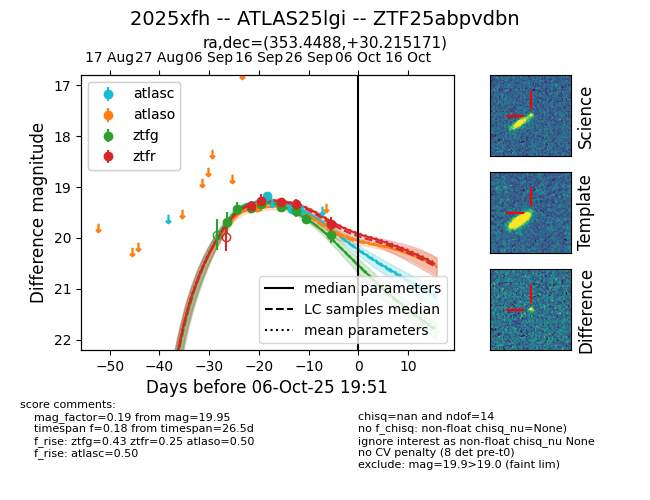 2025xfh -- ATLAS25lgi -- ZTF25abpvdbn
ra,dec=(353.4488,+30.215171)
17 Aug 27 Aug 06 Sep 16 Sep 26 Sep 06 Oct 16 Oct
17
18
19
20
21
22
Difference magnitude
atlasc
atlaso
ztfg
ztfr
median parameters
LC samples median
mean parameters
−50 −40 −30 −20 −10 0 10
Days before 06-Oct-25 19:51
Science
Template
Difference
score comments:
mag_factor=0.19 from mag=19.95
timespan f=0.18 from timespan=26.5d
f_rise: ztfg=0.43 ztfr=0.25 atlaso=0.50
f_rise: atlasc=0.50
chisq=nan and ndof=14
no f_chisq: non-float chisq_nu=None)
ignore interest as non-float chisq_nu None
no CV penalty (8 det pre-t0)
exclude: mag=19.9>19.0 (faint lim)